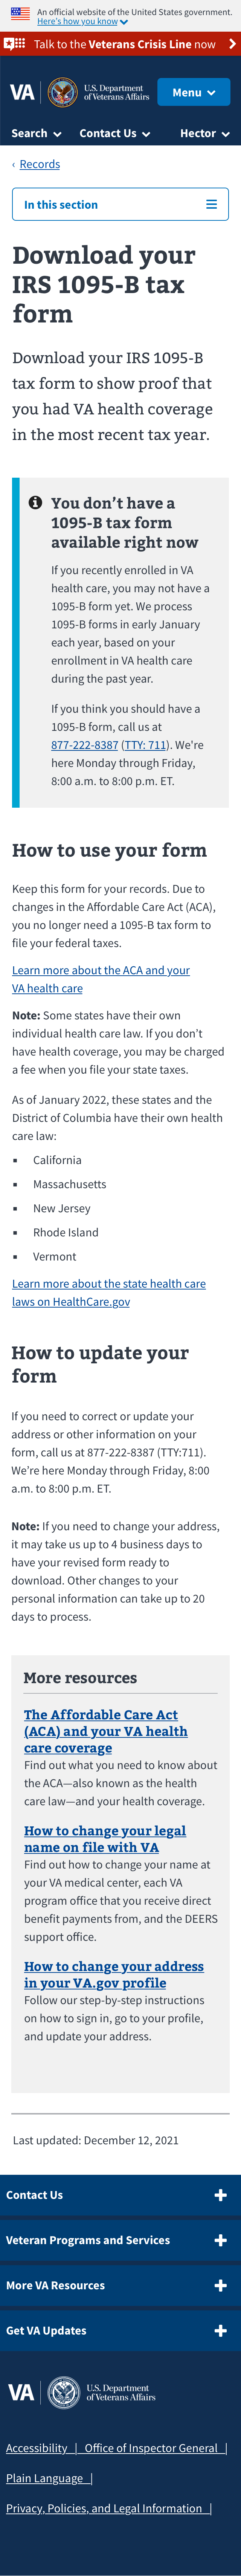 An official website of the United States government.
Here's how you know
Talk to the Veterans Crisis Line now
VA
U.S. Department
of Veterans Affairs
Menu
Search
Contact Us
Hector
‹ Records
In this section
Download your
IRS 1095-B tax
form
Download your IRS 1095-B
tax form to show proof that
you had VA health coverage
in the most recent tax year.
You don’t have a
1095-B tax form
available right now
If you recently enrolled in VA
health care, you may not have a
1095-B form yet. We process
1095-B forms in early January
each year, based on your
enrollment in VA health care
during the past year.
If you think you should have a
1095-B form, call us at
877-222-8387 (TTY: 711). We're
here Monday through Friday,
8:00 a.m. to 8:00 p.m. ET.
How to use your form
Keep this form for your records. Due to
changes in the Affordable Care Act (ACA),
you no longer need a 1095-B tax form to
file your federal taxes.
Learn more about the ACA and your
VA health care
Note: Some states have their own
individual health care law. If you don't
have health coverage, you may be charged
a fee when you file your state taxes.
As of January 2022, these states and the
District of Columbia have their own health
care law:
▪ California
▪ Massachusetts
▪ New Jersey
▪ Rhode Island
▪ Vermont
Learn more about the state health care
laws on HealthCare.gov
How to update your
form
If you need to correct or update your
address or other information on your
form, call us at 877-222-8387 (TTY:711).
We’re here Monday through Friday, 8:00
a.m. to 8:00 p.m. ET.
Note: If you need to change your address,
it may take us up to 4 business days to
have your revised form ready to
download. Other changes to your
personal information can take up to 20
days to process.
More resources
The Affordable Care Act
(ACA) and your VA health
care coverage
Find out what you need to know about
the ACA—also known as the health
care law—and your health coverage.
How to change your legal
name on file with VA
Find out how to change your name at
your VA medical center, each VA
program office that you receive direct
benefit payments from, and the DEERS
support office.
How to change your address
in your VA.gov profile
Follow our step-by-step instructions
on how to sign in, go to your profile,
and update your address.
Last updated: December 12, 2021
Contact Us
Veteran Programs and Services
More VA Resources
Get VA Updates
VA
U.S. Department
of Veterans Affairs
Accessibility | Office of Inspector General |
Plain Language |
Privacy, Policies, and Legal Information |